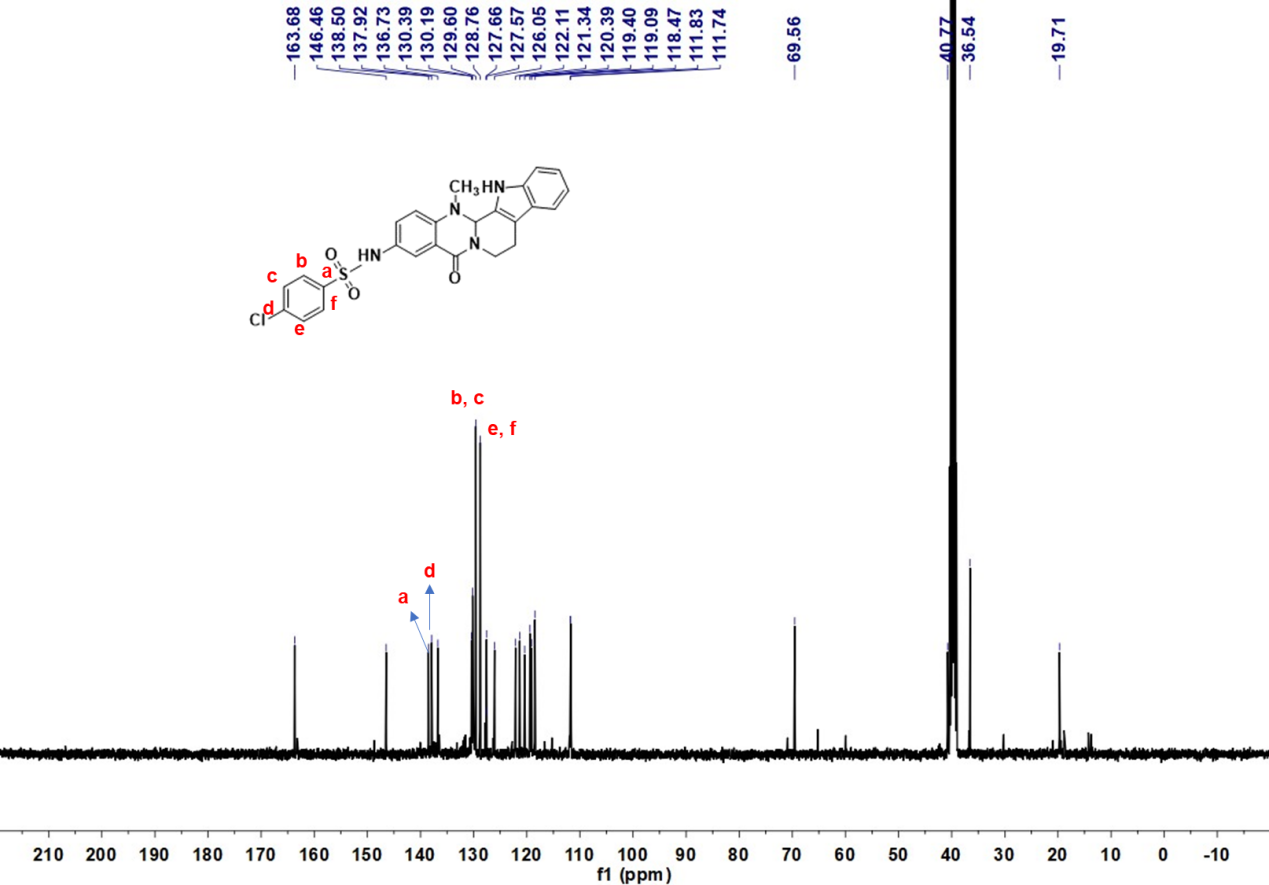 163.68
146.46
138.50
137.92
136.73
130.39
130.19
129.60
128.76
127.66
127.57
126.05
122.11
121.34
120.39
119.40
119.09
118.47
111.83
111.74
69.56
40.77
36.54
19.71
CH3
HN
N
N
O
HN
O
S
O
Cl
a
b
c
d
e
f
b, c
e, f
d
a
210 200 190 180 170 160 150 140 130 120 110 100 90 80 70 60 50 40 30 20 10 0 -10
f1 (ppm)